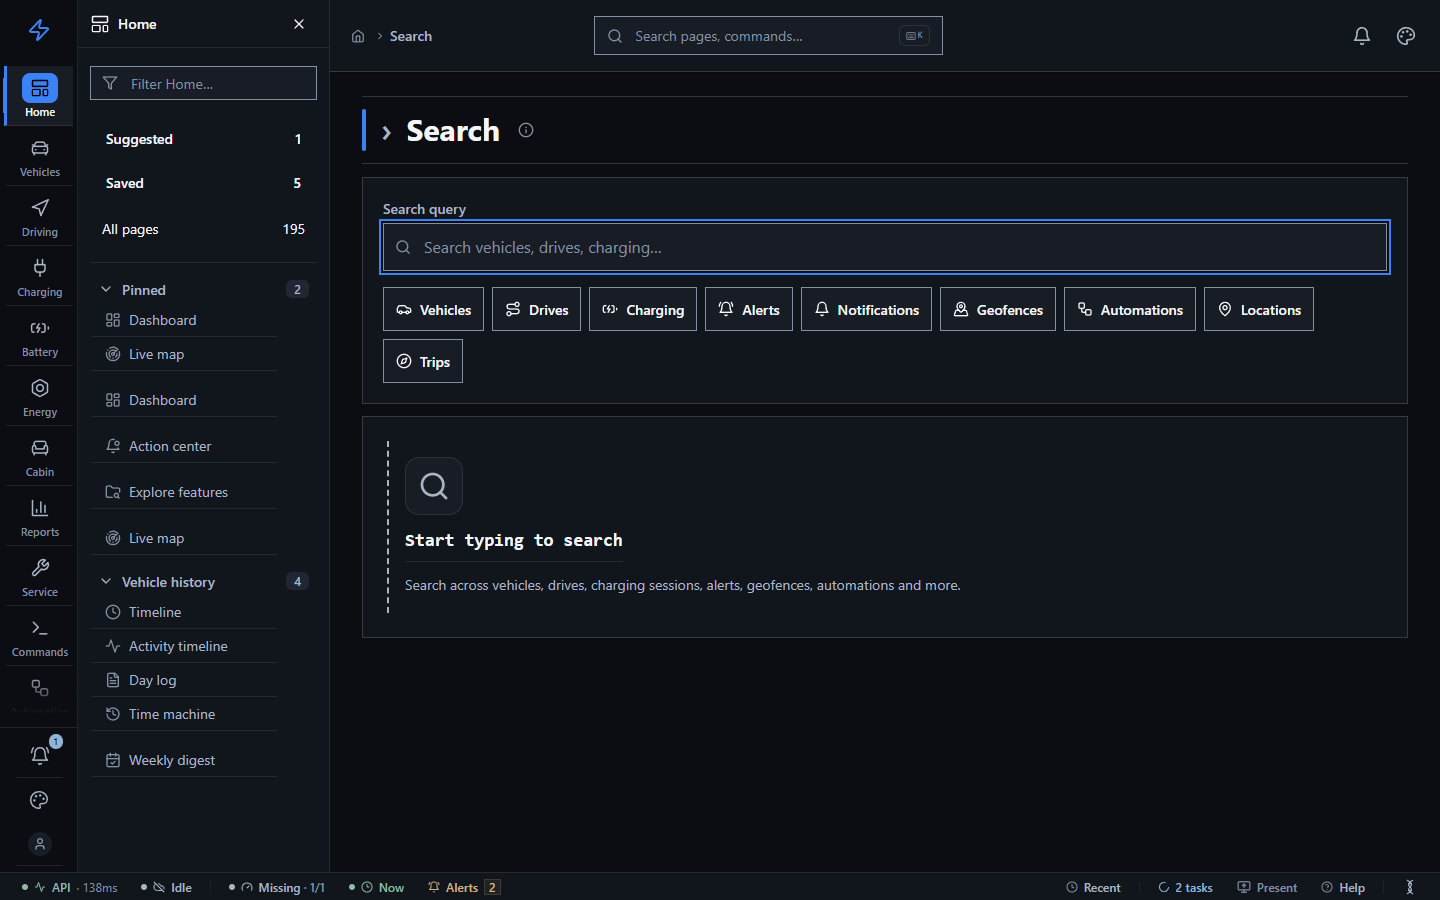 Home
Vehicles
Driving
Charging
Battery
Energy
Cabin
Reports
Service
Commands
1
Home
Filter Home...
Suggested 1
Saved 5
All pages 195
Pinned 2
Dashboard
Live map
Dashboard
Action center
Explore features
Live map
Vehicle history 4
Timeline
Activity timeline
Day log
Time machine
Weekly digest
Search
Search pages, commands... K
Search
Search query
Search vehicles, drives, charging...
Vehicles Drives Charging Alerts Notifications Geofences Automations Locations
Trips
Start typing to search
Search across vehicles, drives, charging sessions, alerts, geofences, automations and more.
API · 138ms Idle Missing · 1/1 Now Alerts 2 Recent 2 tasks Present Help